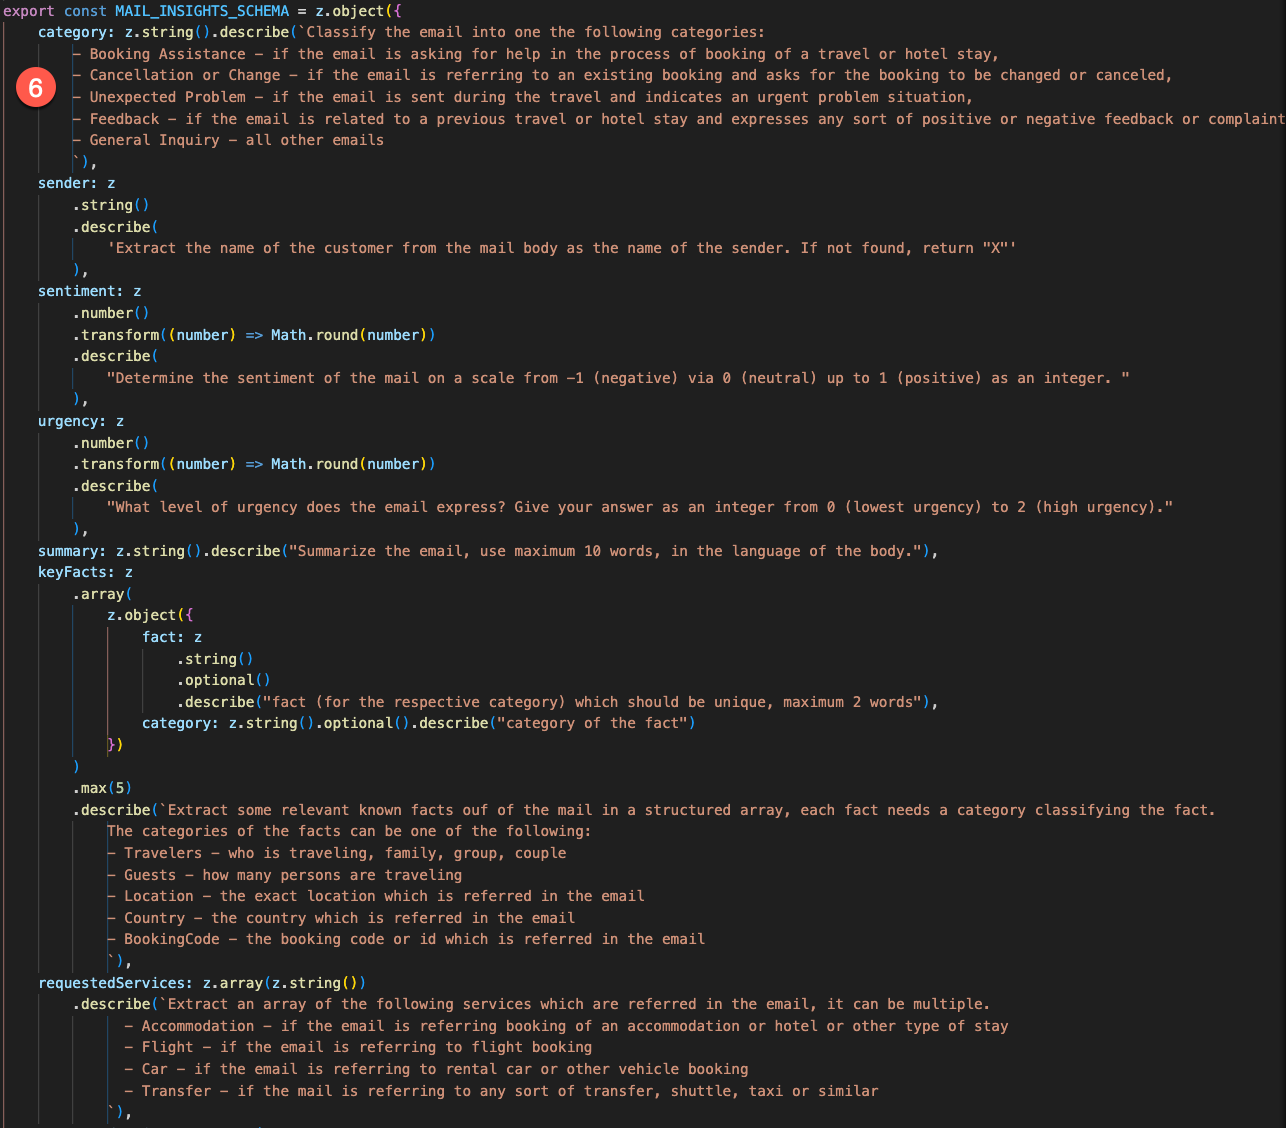 export const MAIL_INSIGHTS_SCHEMA = z.object({
    category: z.string().describe(`Classify the email into one the following categories:
        - Booking Assistance - if the email is asking for help in the process of booking of a travel or hotel stay,
6
        - Cancellation or Change - if the email is referring to an existing booking and asks for the booking to be changed or canceled,
        - Unexpected Problem - if the email is sent during the travel and indicates an urgent problem situation,
        - Feedback - if the email is related to a previous travel or hotel stay and expresses any sort of positive or negative feedback or complaint
        - General Inquiry - all other emails
        `),
    sender: z
        .string()
        .describe(
            'Extract the name of the customer from the mail body as the name of the sender. If not found, return "X"'
        ),
    sentiment: z
        .number()
        .transform((number) => Math.round(number))
        .describe(
            "Determine the sentiment of the mail on a scale from -1 (negative) via 0 (neutral) up to 1 (positive) as an integer. "
        ),
    urgency: z
        .number()
        .transform((number) => Math.round(number))
        .describe(
            "What level of urgency does the email express? Give your answer as an integer from 0 (lowest urgency) to 2 (high urgency)."
        ),
    summary: z.string().describe("Summarize the email, use maximum 10 words, in the language of the body."),
    keyFacts: z
        .array(
            z.object({
                fact: z
                    .string()
                    .optional()
                    .describe("fact (for the respective category) which should be unique, maximum 2 words"),
                category: z.string().optional().describe("category of the fact")
            })
        )
        .max(5)
        .describe(`Extract some relevant known facts ouf of the mail in a structured array, each fact needs a category classifying the fact.
            The categories of the facts can be one of the following:
            - Travelers - who is traveling, family, group, couple
            - Guests - how many persons are traveling
            - Location - the exact location which is referred in the email
            - Country - the country which is referred in the email
            - BookingCode - the booking code or id which is referred in the email
            `),
    requestedServices: z.array(z.string())
        .describe(`Extract an array of the following services which are referred in the email, it can be multiple.
              - Accommodation - if the email is referring booking of an accommodation or hotel or other type of stay
              - Flight - if the email is referring to flight booking
              - Car - if the email is referring to rental car or other vehicle booking
              - Transfer - if the mail is referring to any sort of transfer, shuttle, taxi or similar
            `),